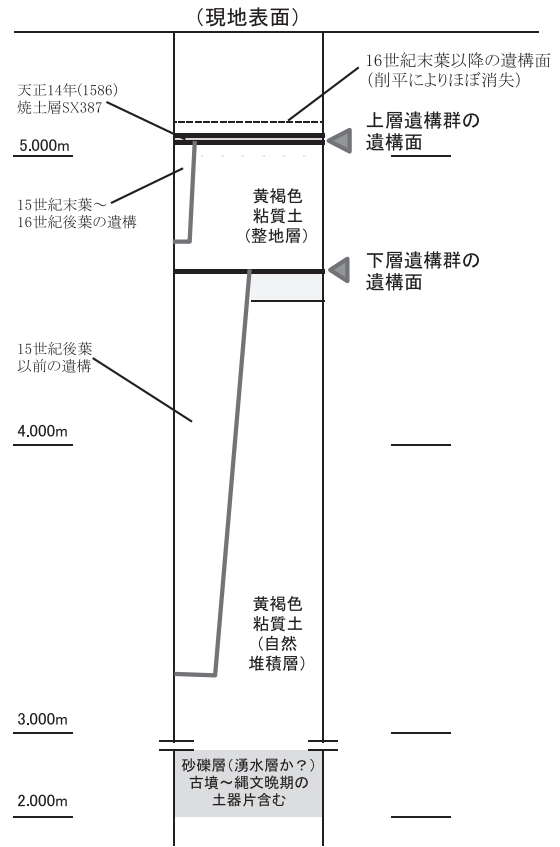 （現地表面）
16世紀末葉以降の遺構面
（削平によりほぼ消失）
天正14年(1586)
焼土層SX387
上層遺構群の
遺構面
5.000m
15世紀末葉～
16世紀後葉の遺構
黄褐色
粘質土
（整地層）
下層遺構群の
遺構面
15世紀後葉
以前の遺構
4.000m
黄褐色
粘質土
（自然
堆積層）
3.000m
砂礫層（湧水層か？）
古墳～縄文晩期の
土器片含む
2.000m